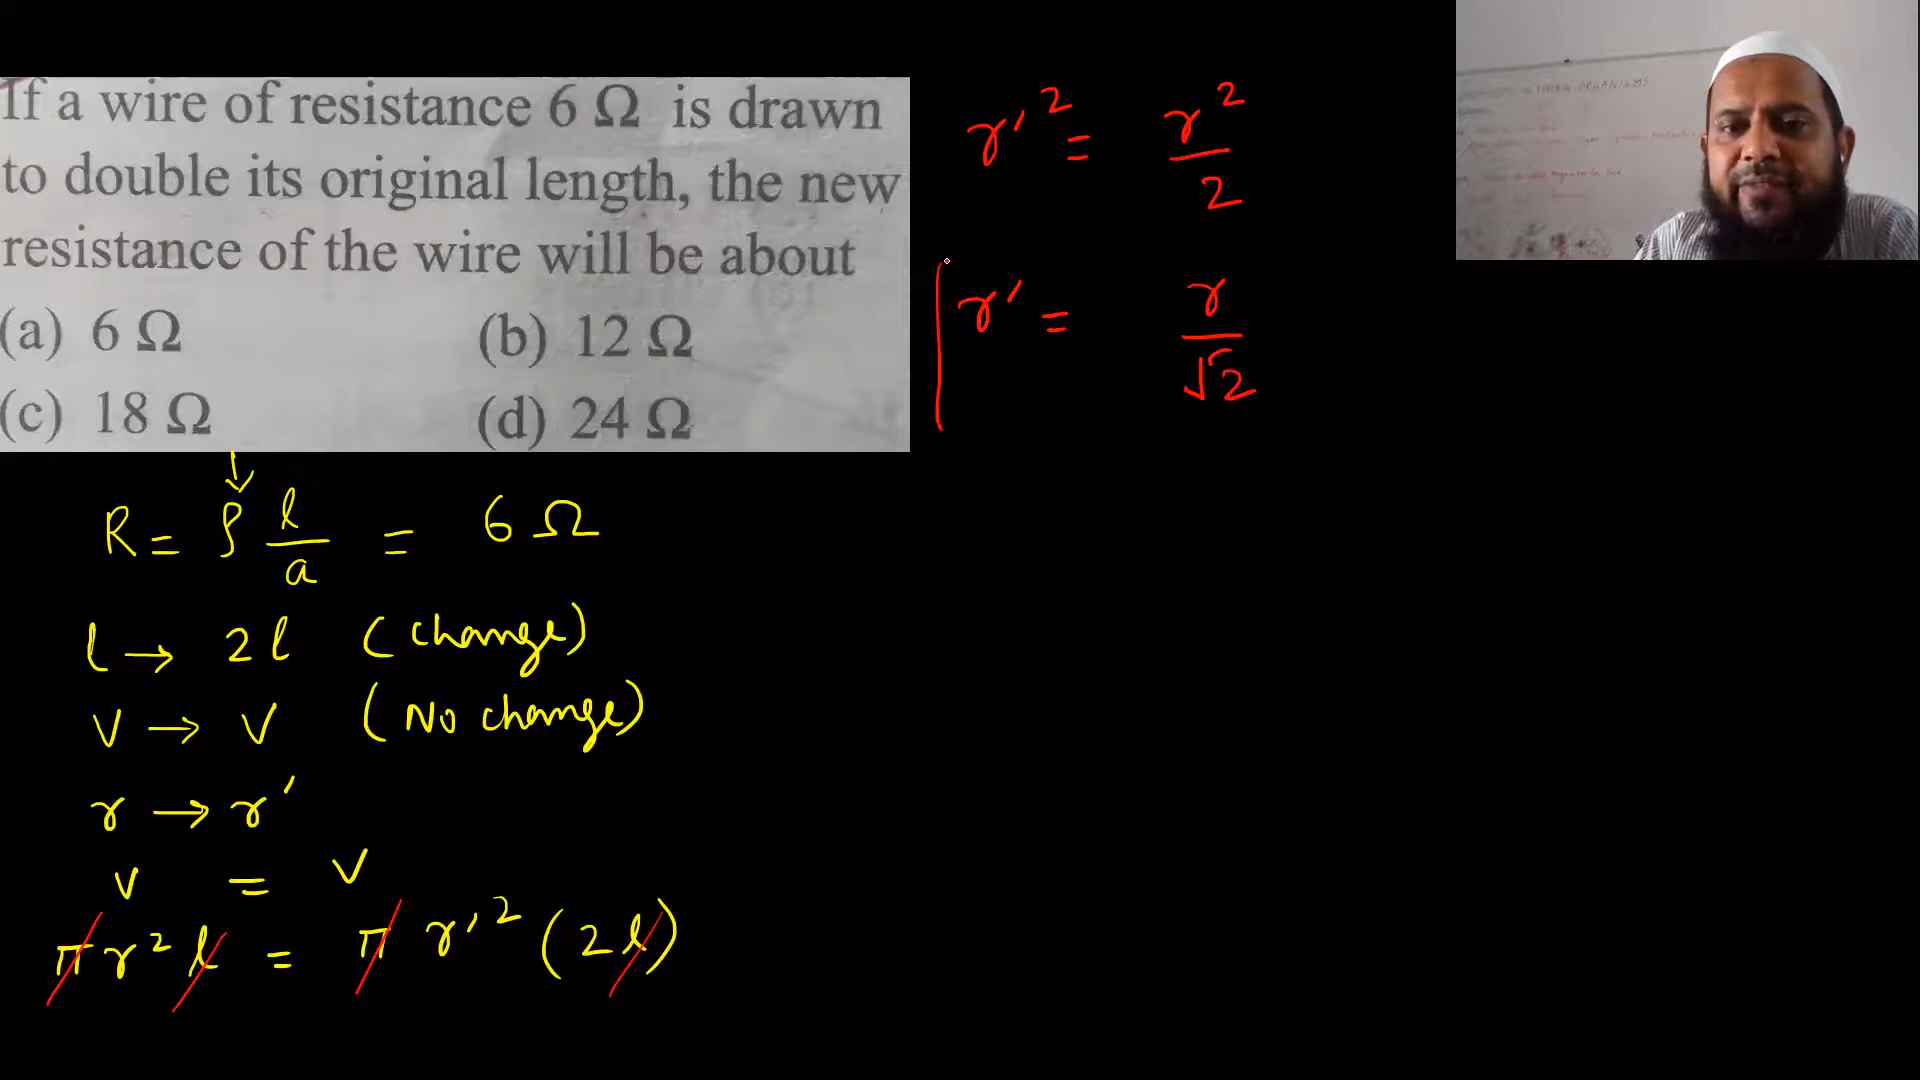 If a wire of resistance 6 Ω is drawn
to double its original length, the new
resistance of the wire will be about
(a) 6 Ω (b) 12 Ω
(c) 18 Ω (d) 24 Ω
R = ρ l/a = 6 Ω
l → 2l (change)
V → V (No change)
r → r′
V = V
πr²l = πr′²(2l)
r′² = r²/2
r′ = r/√2